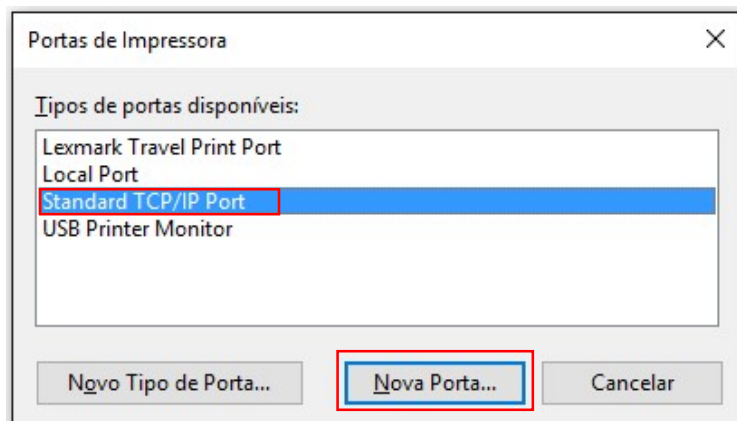 Portas de Impressora
Tipos de portas disponíveis:
Lexmark Travel Print Port
Local Port
Standard TCP/IP Port
USB Printer Monitor
Novo Tipo de Porta... Nova Porta... Cancelar